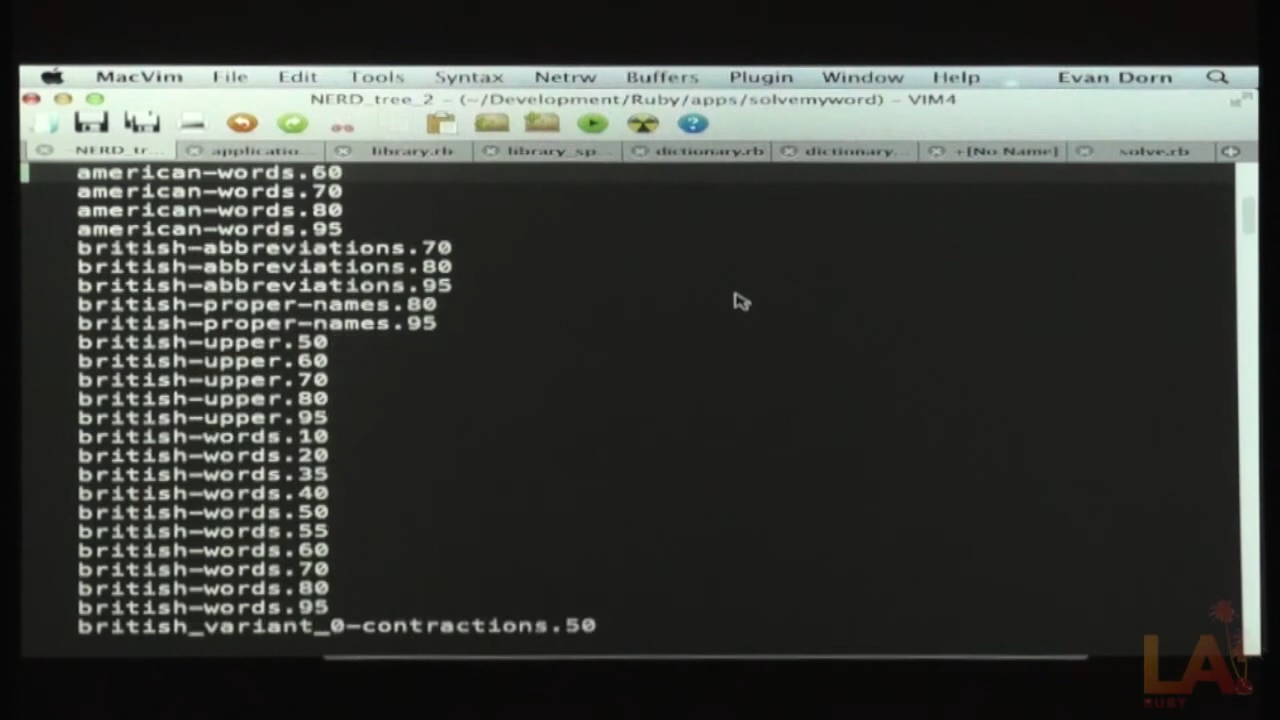 MacVim File Edit Tools Syntax Netrw Buffers Plugin Window Help Evan Dorn
NERD_tree_2 - (~/Development/Ruby/apps/solvemyword) - VIM4
NERD_tr... applicatio... library.rb library_sp... dictionary.rb dictionary... +[No Name] solve.rb
american-words.60
american-words.70
american-words.80
american-words.95
british-abbreviations.70
british-abbreviations.80
british-abbreviations.95
british-proper-names.80
british-proper-names.95
british-upper.50
british-upper.60
british-upper.70
british-upper.80
british-upper.95
british-words.10
british-words.20
british-words.35
british-words.40
british-words.50
british-words.55
british-words.60
british-words.70
british-words.80
british-words.95
british_variant_0-contractions.50
LA
RUBY